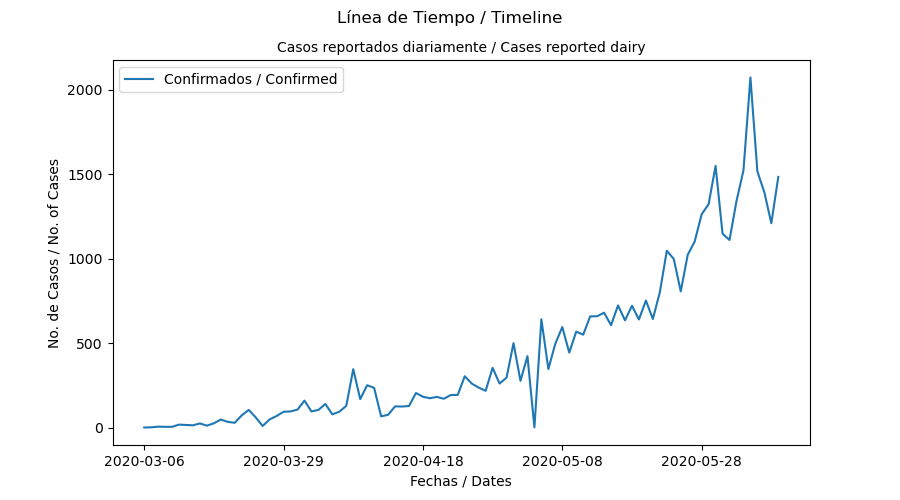 Línea de Tiempo / Timeline
Casos reportados diariamente / Cases reported dairy
Confirmados / Confirmed
No. de Casos / No. of Cases
2000
1500
1000
500
0
2020-03-06
2020-03-29
2020-04-18
2020-05-08
2020-05-28
Fechas / Dates